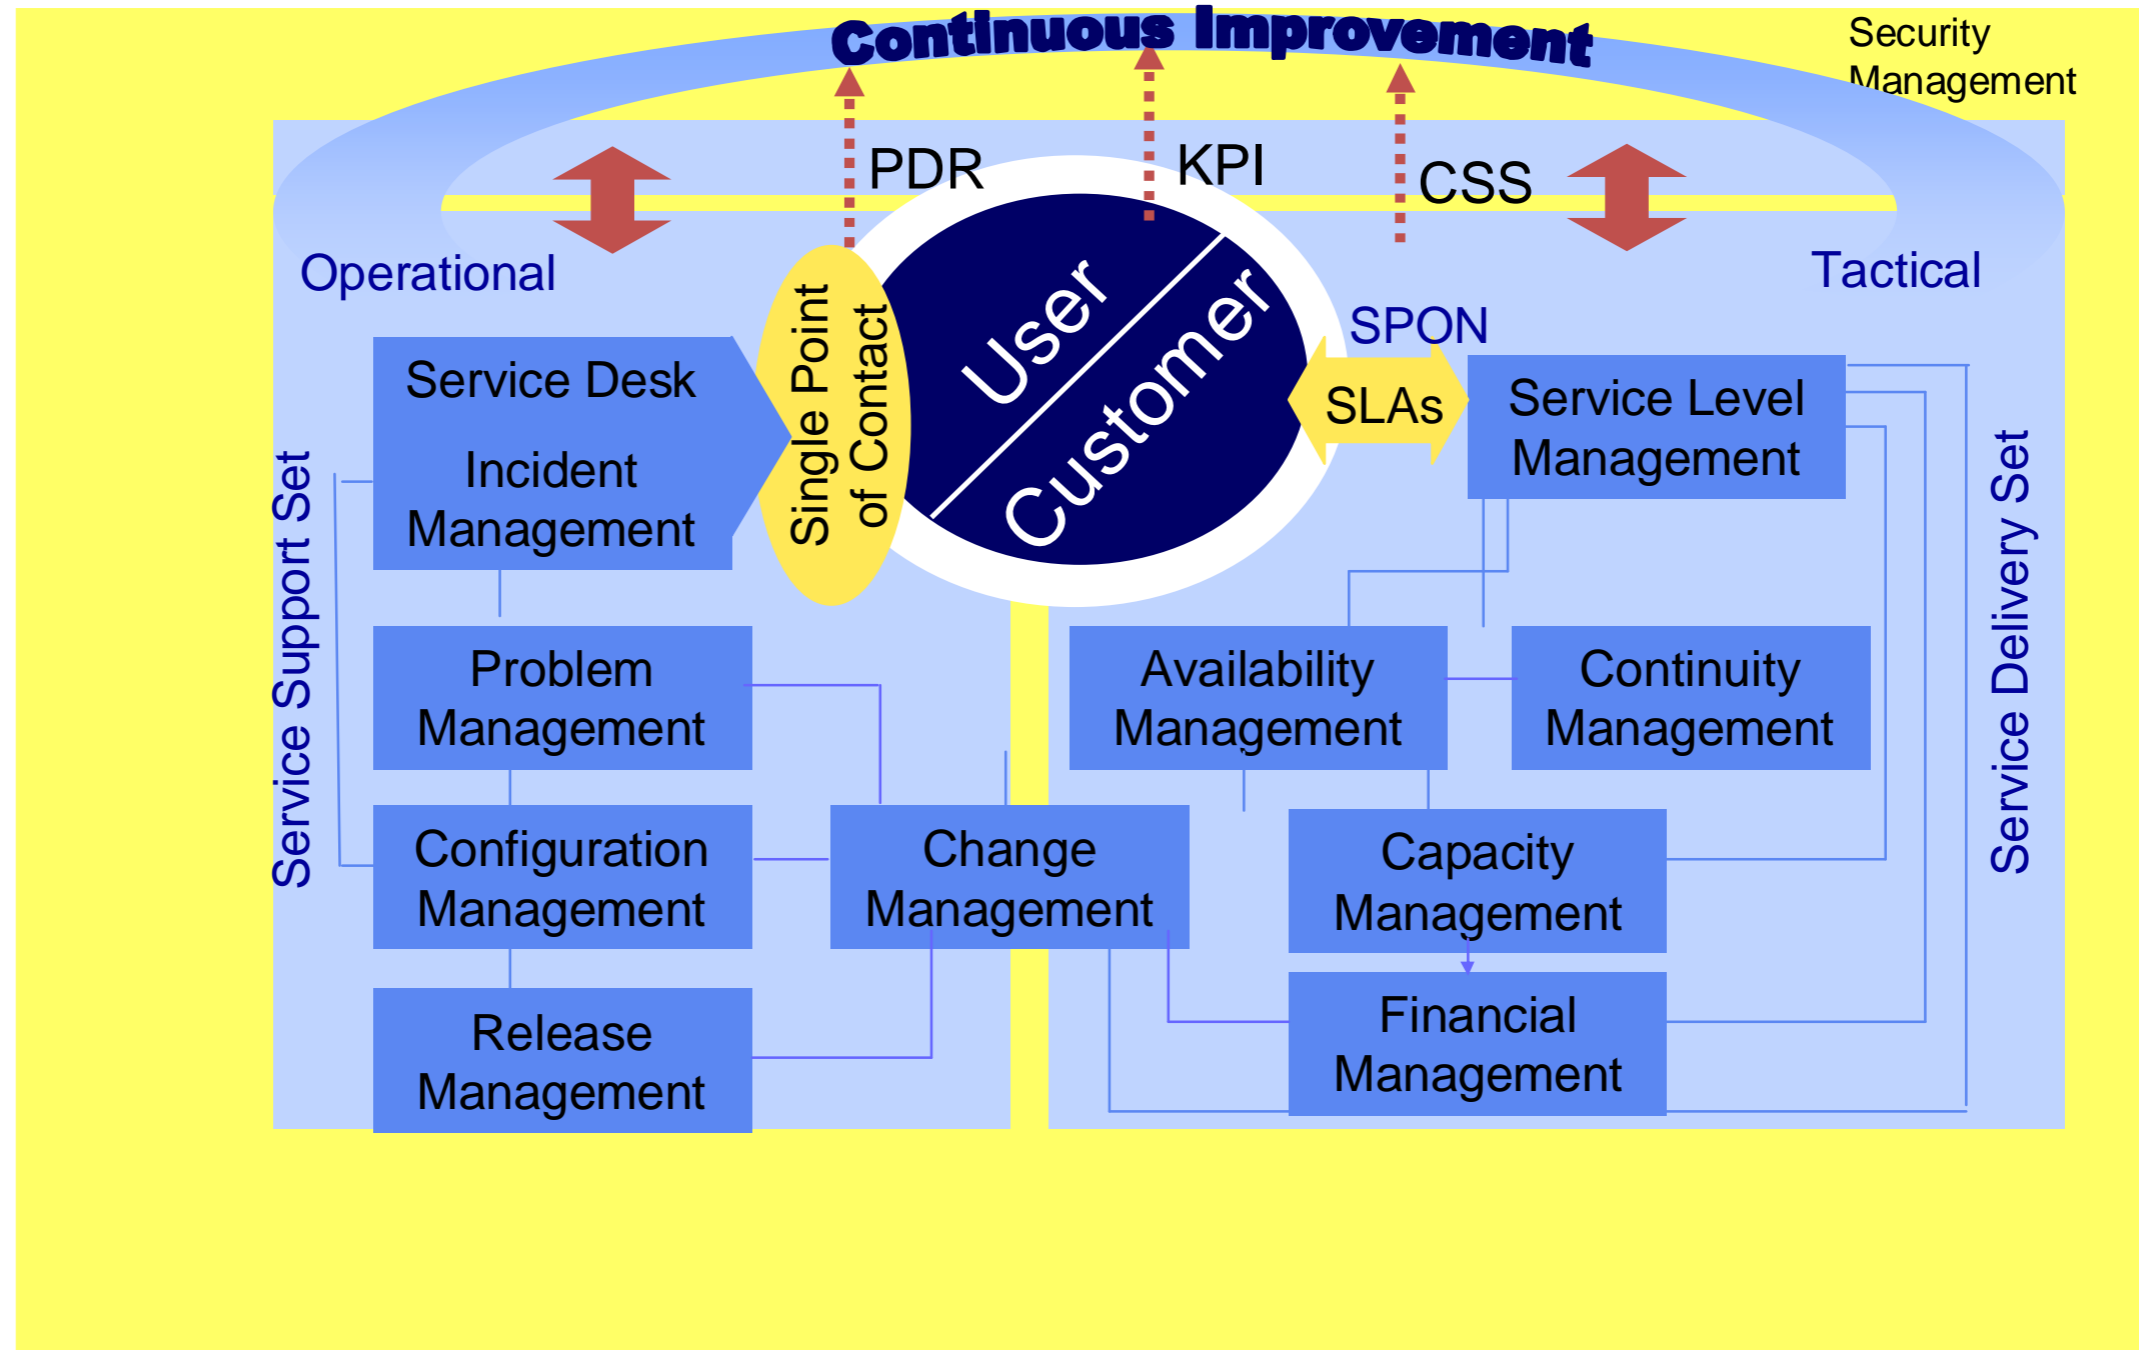 Continuous Improvement
Security
Management
PDR
KPI
CSS
Operational
Tactical
Service Support Set
Service Desk
Incident
Management
Single Point
of Contact
User
Customer
SPON
SLAs
Service Level
Management
Service Delivery Set
Problem
Management
Availability
Management
Continuity
Management
Configuration
Management
Change
Management
Capacity
Management
Release
Management
Financial
Management